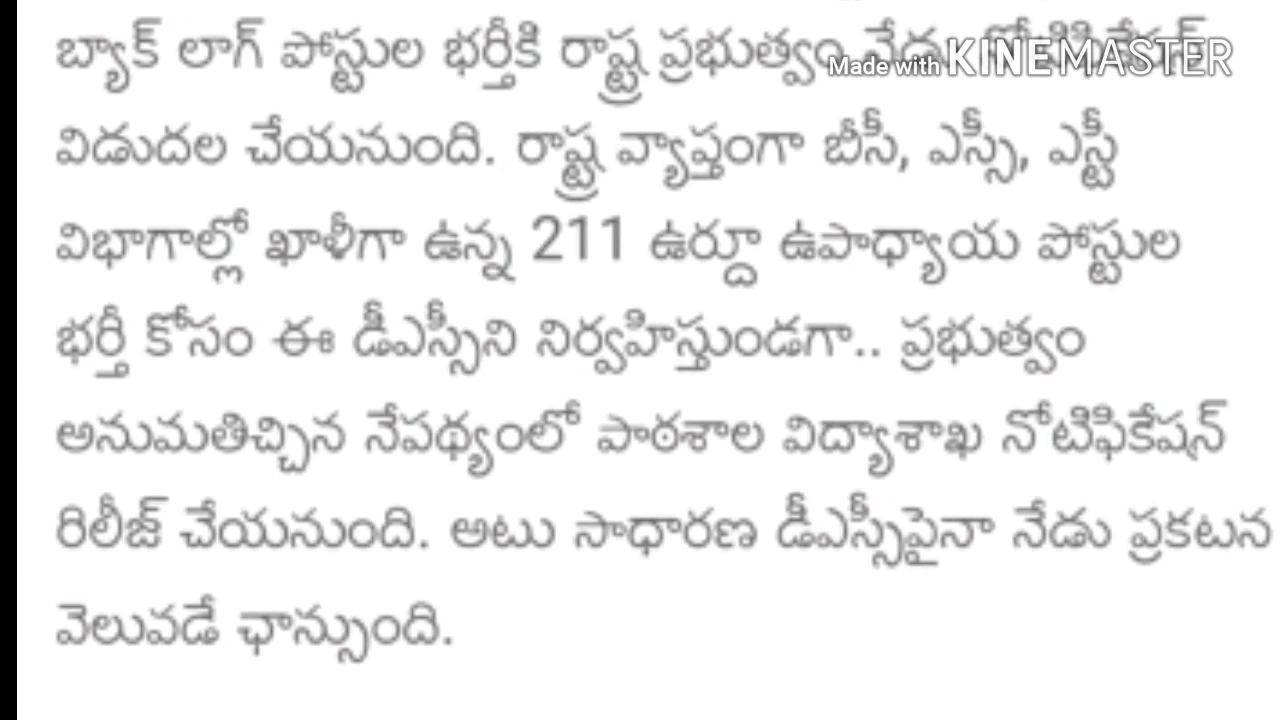 బ్యాక్ లాగ్ పోస్టుల భర్తీకి రాష్ట్ర ప్రభుత్వం నేడు నోటిఫికేషన్
Made with KINEMASTER
విడుదల చేయనుంది. రాష్ట్ర వ్యాప్తంగా బీసీ, ఎస్సీ, ఎస్టీ
విభాగాల్లో ఖాళీగా ఉన్న 211 ఉర్దూ ఉపాధ్యాయ పోస్టుల
భర్తీ కోసం ఈ డీఎస్సీని నిర్వహిస్తుండగా.. ప్రభుత్వం
అనుమతిచ్చిన నేపథ్యంలో పాఠశాల విద్యాశాఖ నోటిఫికేషన్
రిలీజ్ చేయనుంది. అటు సాధారణ డీఎస్సీపైనా నేడు ప్రకటన
వెలువడే ఛాన్సుంది.